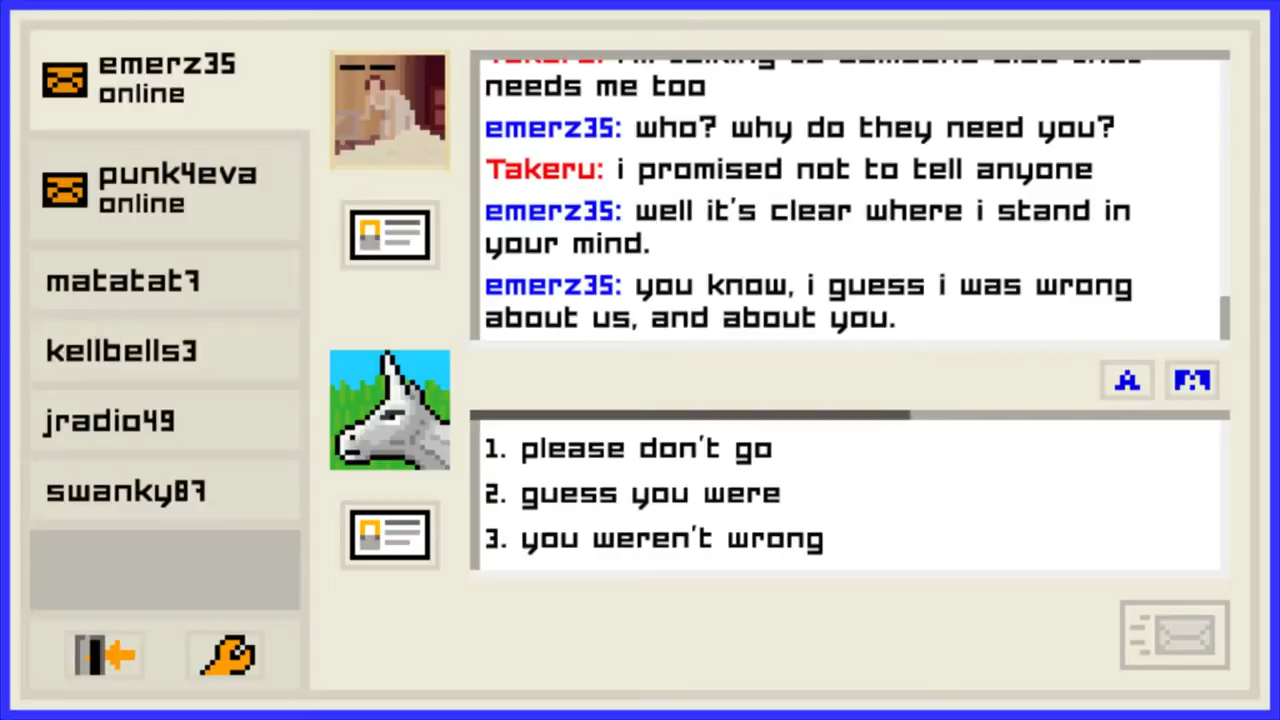 emerz35
online
punk4eva
online
matatat7
kellbells3
jradio49
swanky87
needs me too
emerz35: who? why do they need you?
Takeru: i promised not to tell anyone
emerz35: well it's clear where i stand in
your mind.
emerz35: you know, i guess i was wrong
about us, and about you.
A
1. please don't go
2. guess you were
3. you weren't wrong